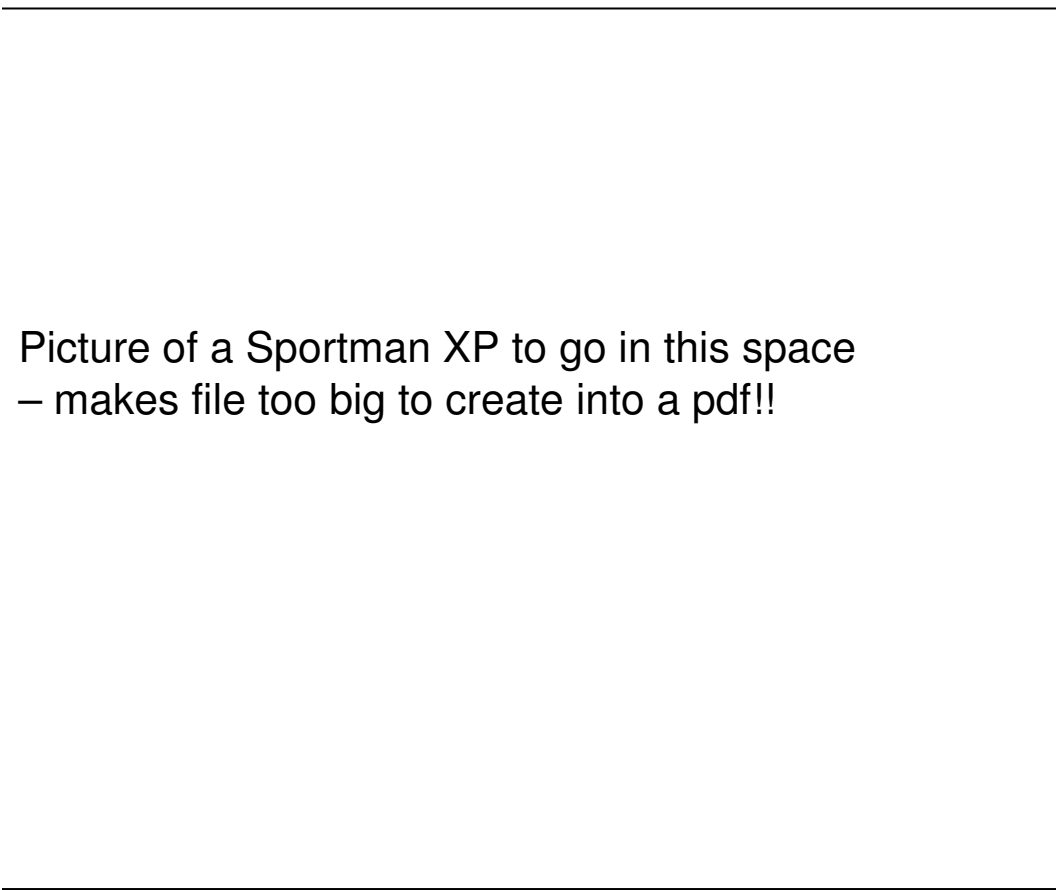 Picture of a Sportman XP to go in this space
– makes file too big to create into a pdf!!